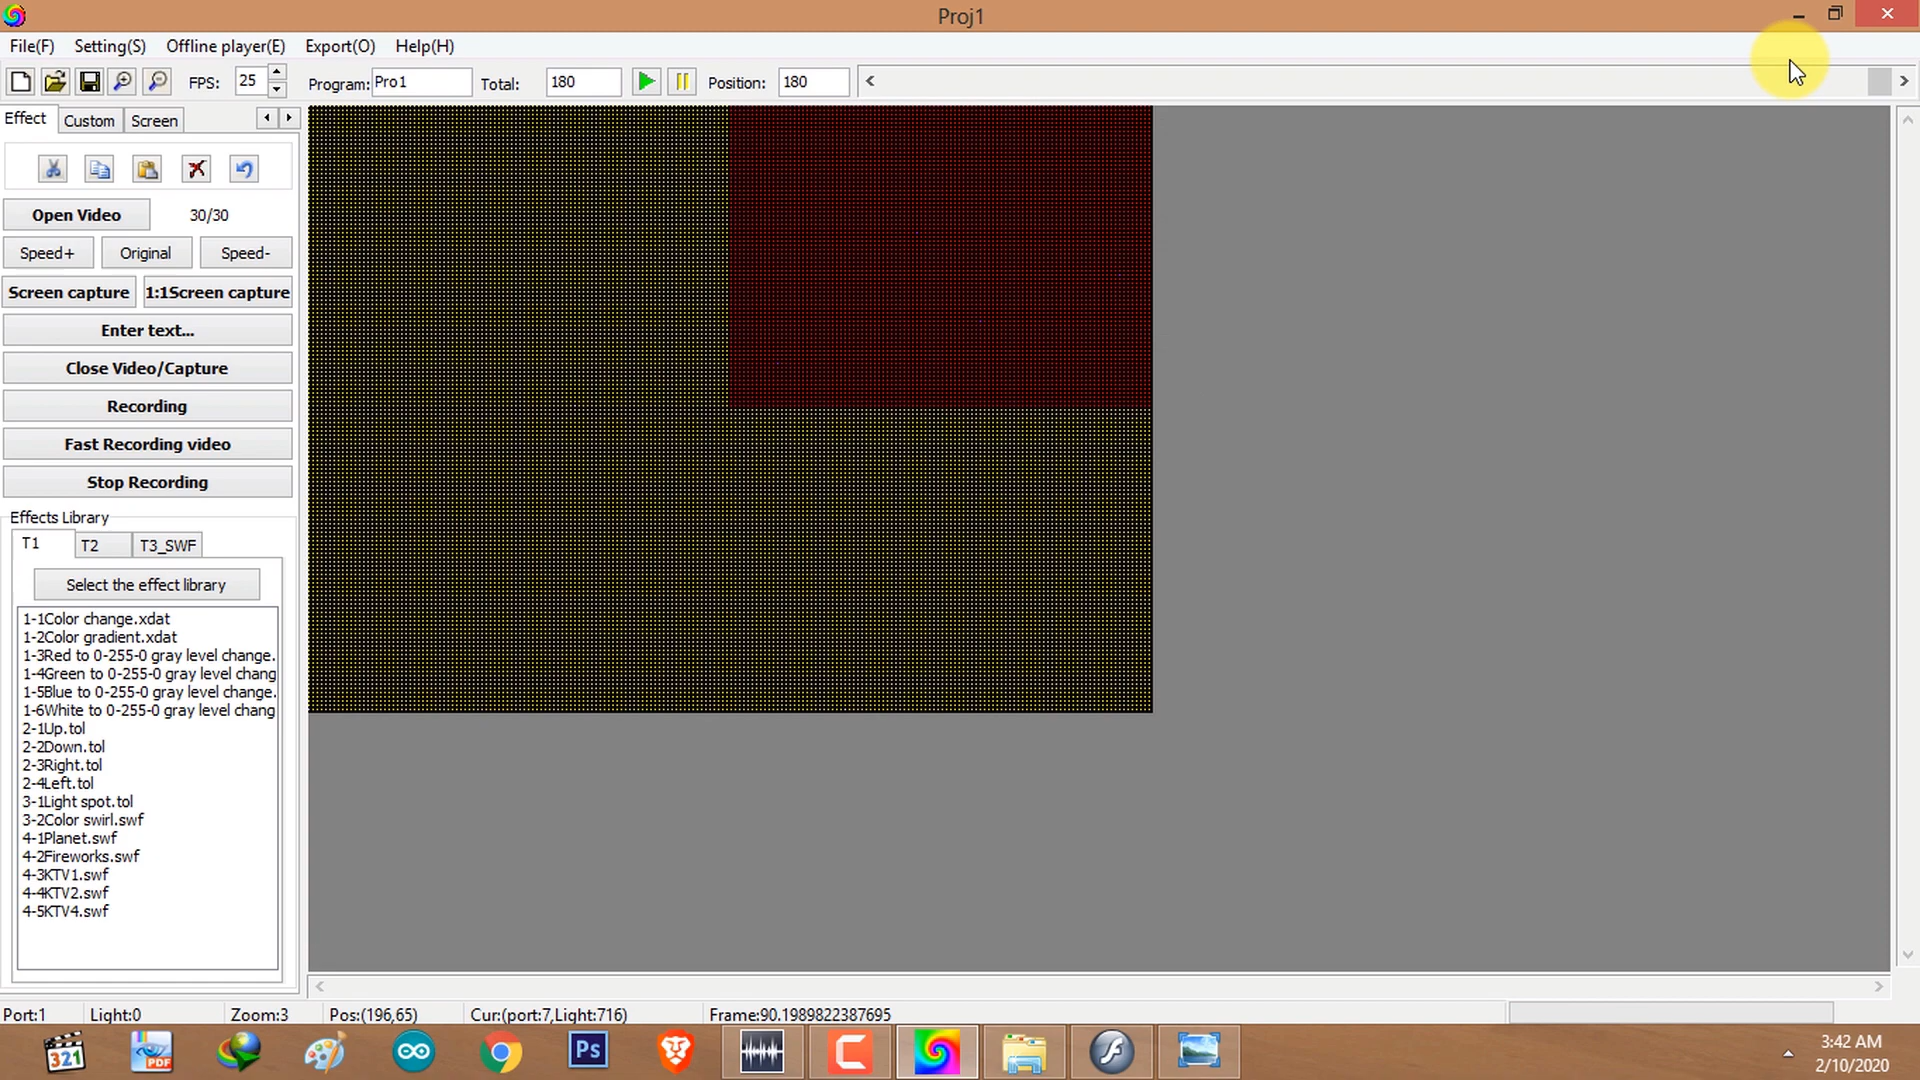 Proj1
File(F) Setting(S) Offline player(E) Export(O) Help(H)
FPS: 25 Program: Pro1 Total: 180 Position: 180
Effect Custom Screen
Open Video 30/30
Speed+ Original Speed-
Screen capture 1:1Screen capture
Enter text...
Close Video/Capture
Recording
Fast Recording video
Stop Recording
Effects Library
T1 T2 T3_SWF
Select the effect library
1-1Color change.xdat
1-2Color gradient.xdat
1-3Red to 0-255-0 gray level change.
1-4Green to 0-255-0 gray level chang
1-5Blue to 0-255-0 gray level change.
1-6White to 0-255-0 gray level chang
2-1Up.tol
2-2Down.tol
2-3Right.tol
2-4Left.tol
3-1Light spot.tol
3-2Color swirl.swf
4-1Planet.swf
4-2Fireworks.swf
4-3KTV1.swf
4-4KTV2.swf
4-5KTV4.swf
Port:1 Light:0 Zoom:3 Pos:(196,65) Cur:(port:7,Light:716) Frame:90.1989822387695
321 PDF Ps
3:42 AM
2/10/2020